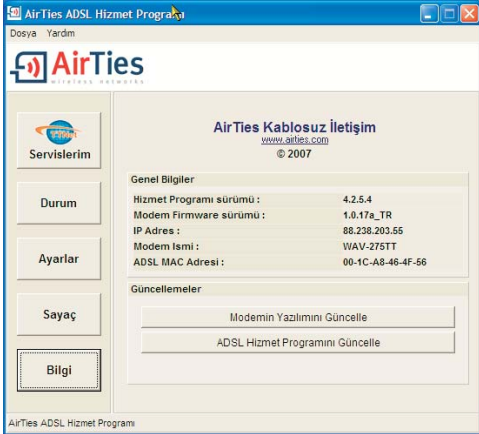 AirTies ADSL Hizmet Programı
Dosya Yardım
AirTies
wireless networks
TTNet
Servislerim
Durum
Ayarlar
Sayaç
Bilgi
AirTies Kablosuz İletişim
www.airties.com
© 2007
Genel Bilgiler
Hizmet Programı sürümü : 4.2.5.4
Modem Firmware sürümü : 1.0.17a_TR
IP Adres : 88.238.203.55
Modem Ismi : WAV-275TT
ADSL MAC Adresi : 00-1C-A8-46-4F-56
Güncellemeler
Modemin Yazılımını Güncelle
ADSL Hizmet Programını Güncelle
AirTies ADSL Hizmet Programı